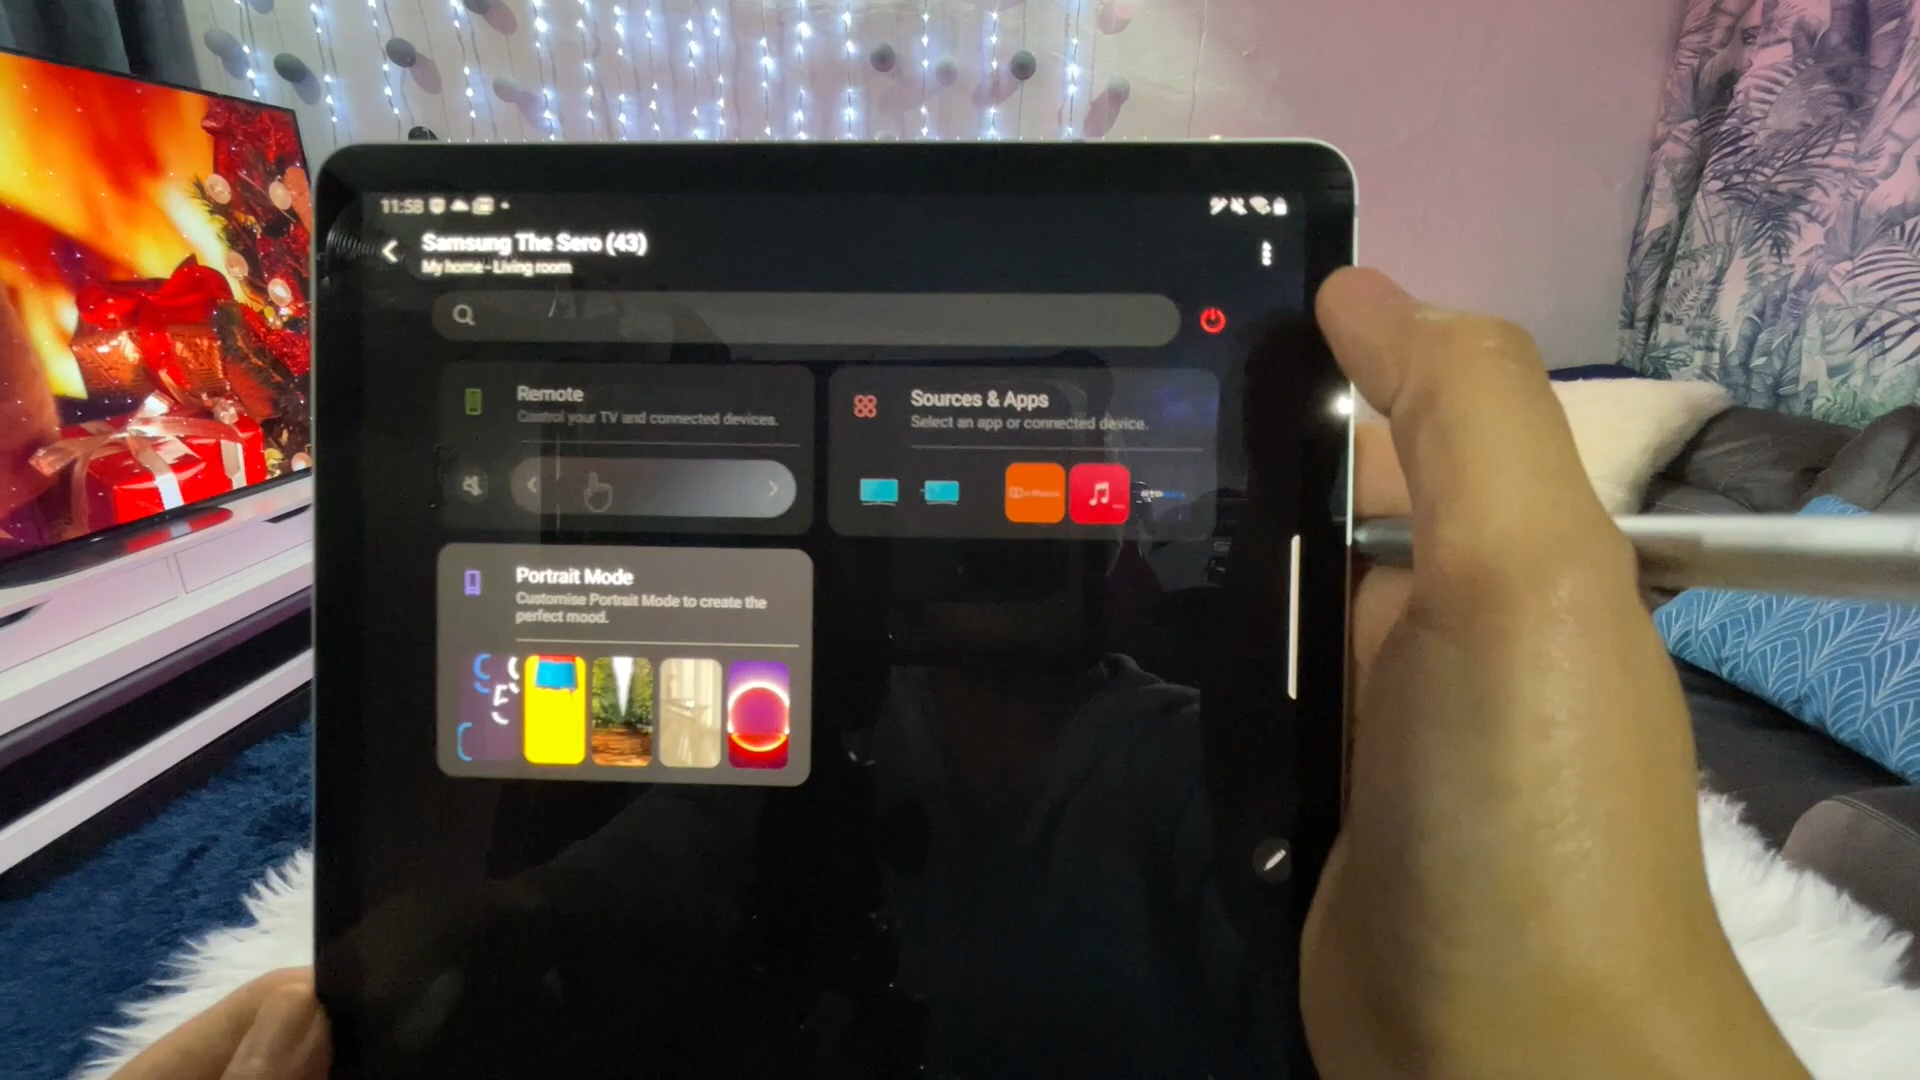 11:58
Samsung The Sero (43)
My home - Living room
Remote
Control your TV and connected devices.
Sources & Apps
Select an app or connected device.
Portrait Mode
Customise Portrait Mode to create the
perfect mood.